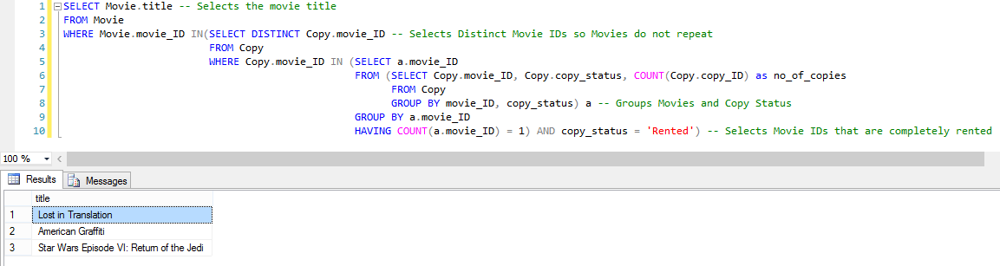 1 SELECT Movie.title -- Selects the movie title
2 FROM Movie
3 WHERE Movie.movie_ID IN(SELECT DISTINCT Copy.movie_ID -- Selects Distinct Movie IDs so Movies do not repeat
4 FROM Copy
5 WHERE Copy.movie_ID IN (SELECT a.movie_ID
6 FROM (SELECT Copy.movie_ID, Copy.copy_status, COUNT(Copy.copy_ID) as no_of_copies
7 FROM Copy
8 GROUP BY movie_ID, copy_status) a -- Groups Movies and Copy Status
9 GROUP BY a.movie_ID
10 HAVING COUNT(a.movie_ID) = 1) AND copy_status = 'Rented') -- Selects Movie IDs that are completely rented
100 %
Results Messages
title
1 Lost in Translation
2 American Graffiti
3 Star Wars Episode VI: Return of the Jedi